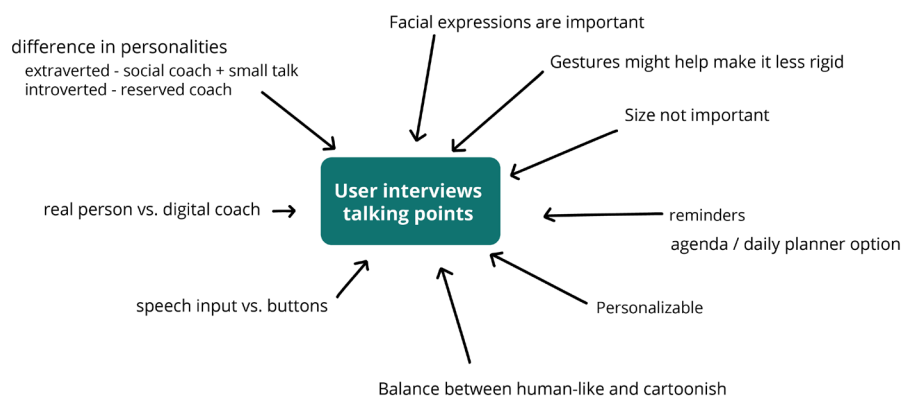 Facial expressions are important
difference in personalities
extraverted - social coach + small talk
introverted - reserved coach
Gestures might help make it less rigid
Size not important
User interviews
talking points
real person vs. digital coach
reminders
agenda / daily planner option
speech input vs. buttons
Personalizable
Balance between human-like and cartoonish